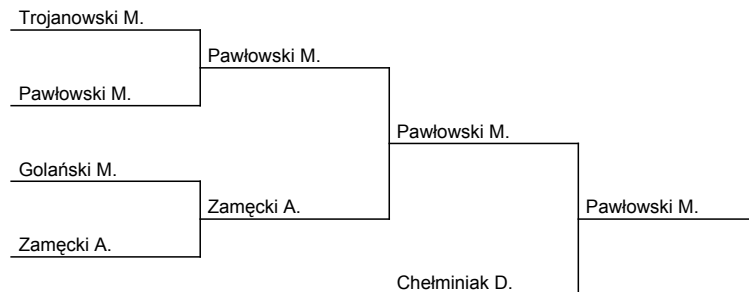 Trojanowski M.
Pawłowski M.
Pawłowski M.
Pawłowski M.
Golański M.
Zamęcki A.
Pawłowski M.
Zamęcki A.
Chełminiak D.